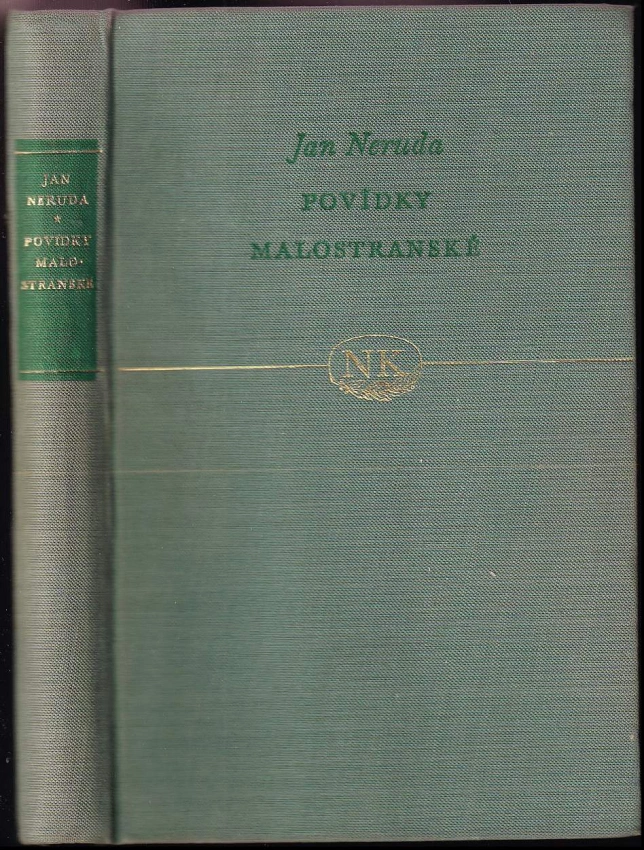 JAN
NERUDA
*
POVÍDKY
MALO-
STRANSKÉ
Jan Neruda
POVÍDKY
MALOSTRANSKÉ
NK